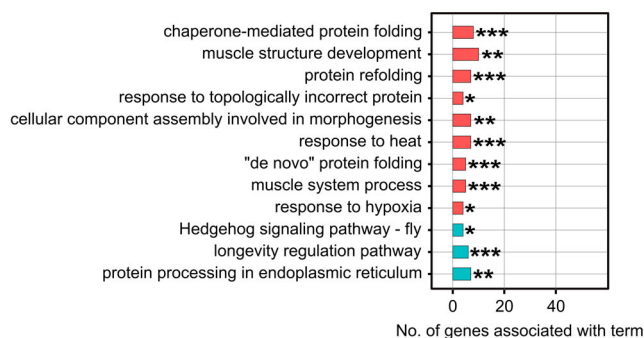 chaperone-mediated protein folding ***
muscle structure development **
protein refolding ***
response to topologically incorrect protein *
cellular component assembly involved in morphogenesis **
response to heat ***
"de novo" protein folding ***
muscle system process ***
response to hypoxia *
Hedgehog signaling pathway - fly *
longevity regulation pathway ***
protein processing in endoplasmic reticulum **
0 20 40
No. of genes associated with term